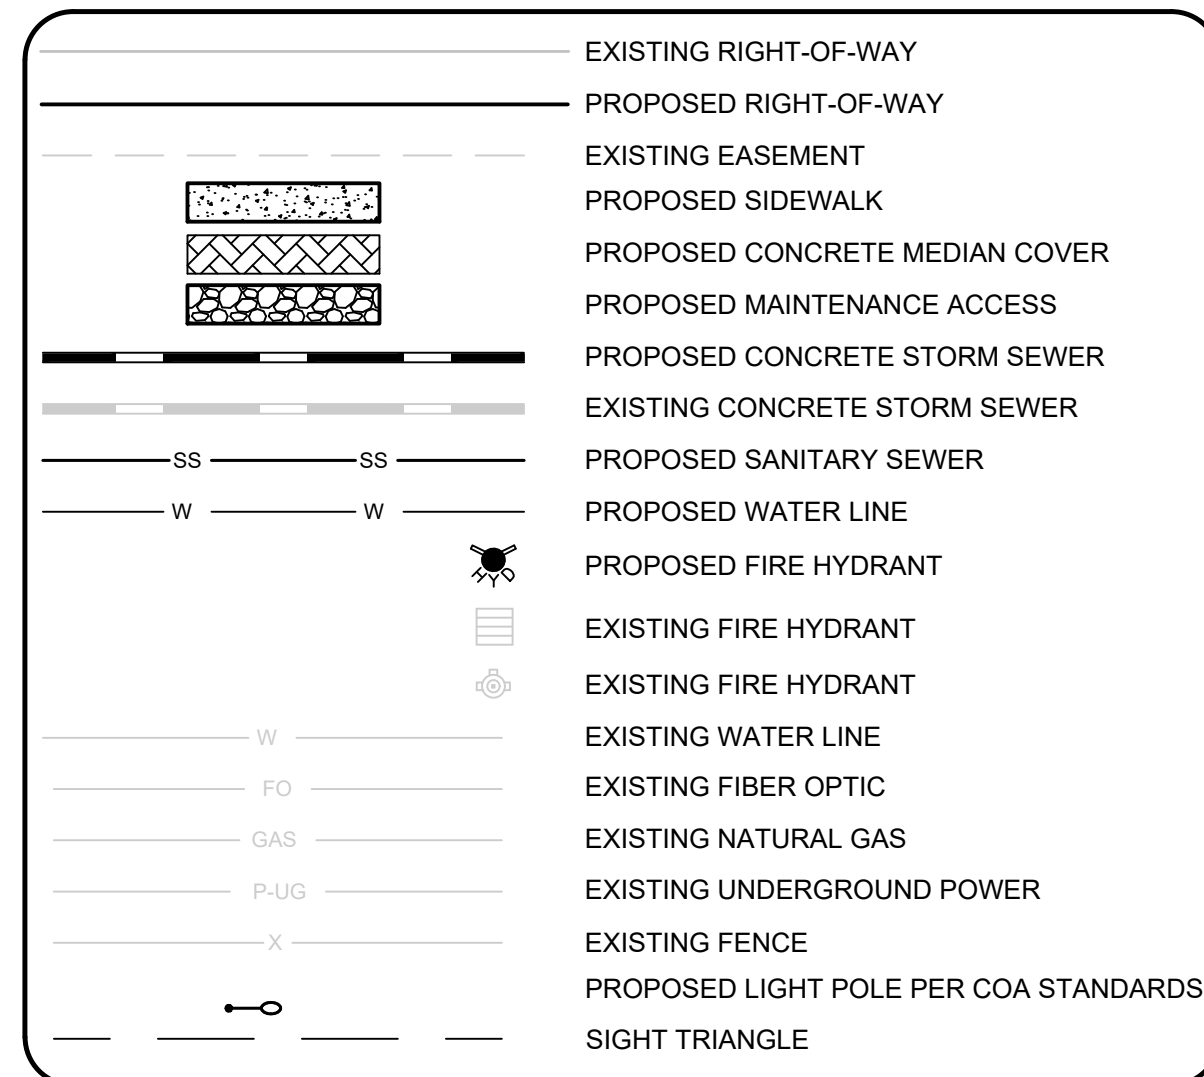 EXISTING RIGHT-OF-WAY
PROPOSED RIGHT-OF-WAY
EXISTING EASEMENT
PROPOSED SIDEWALK
PROPOSED CONCRETE MEDIAN COVER
PROPOSED MAINTENANCE ACCESS
PROPOSED CONCRETE STORM SEWER
EXISTING CONCRETE STORM SEWER
SS SS PROPOSED SANITARY SEWER
W W PROPOSED WATER LINE
HYD PROPOSED FIRE HYDRANT
EXISTING FIRE HYDRANT
EXISTING FIRE HYDRANT
W EXISTING WATER LINE
FO EXISTING FIBER OPTIC
GAS EXISTING NATURAL GAS
P-UG EXISTING UNDERGROUND POWER
X EXISTING FENCE
PROPOSED LIGHT POLE PER COA STANDARDS
SIGHT TRIANGLE